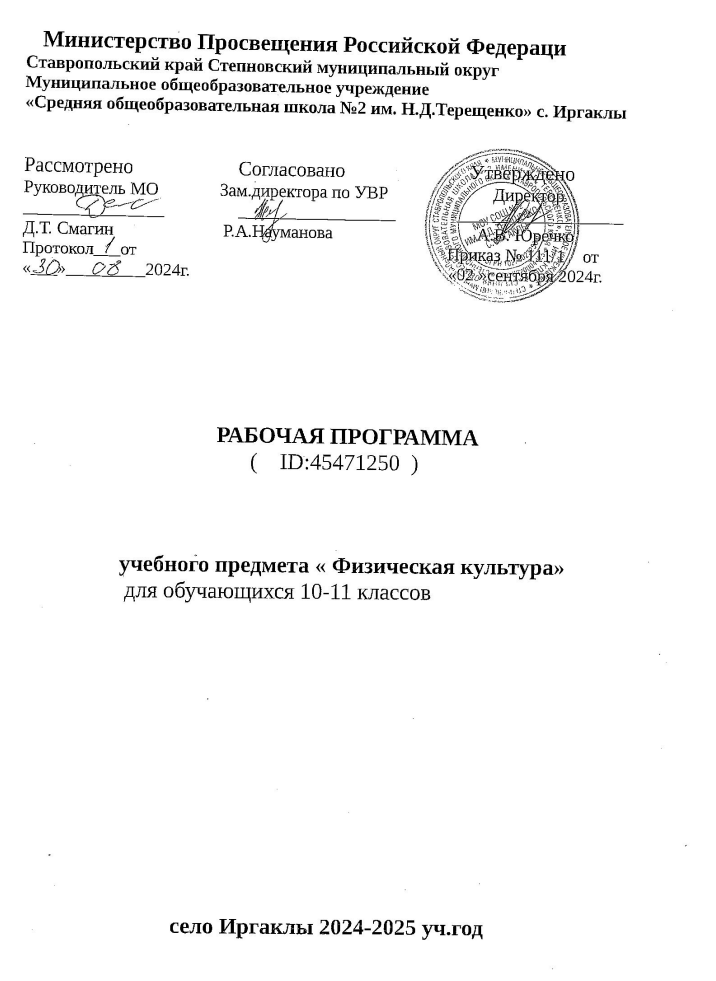 Министерство Просвещения Российской Федераци
Ставропольский край Степновский муниципальный округ
Муниципальное общеобразовательное учреждение
«Средняя общеобразовательная школа №2 им. Н.Д.Терещенко» с. Иргаклы
Рассмотрено
Руководитель МО
Д.Т. Смагин
Протокол 1 от
«30» 08 2024г.
Согласовано
Зам.директора по УВР
Р.А.Науманова
Утверждено
Директор
А.В. Юречко
Приказ № 111/1 от
«02 »сентября 2024г.
РАБОЧАЯ ПРОГРАММА
( ID:45471250 )
учебного предмета « Физическая культура»
для обучающихся 10-11 классов
село Иргаклы 2024-2025 уч.год